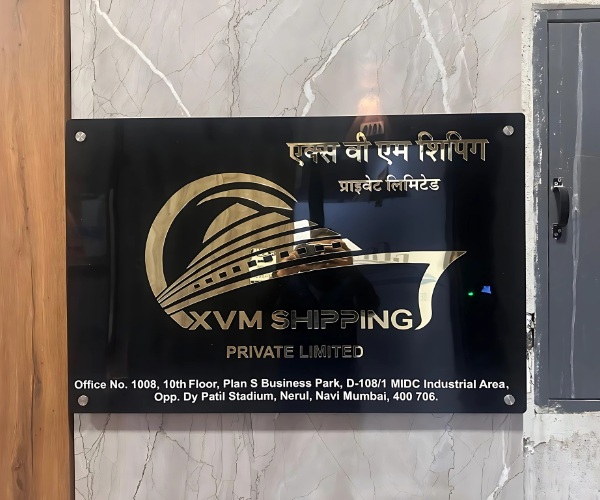 एक्स वी एम शिपिंग
प्राइवेट लिमिटेड
XVM SHIPPING
PRIVATE LIMITED
Office No. 1008, 10th Floor, Plan S Business Park, D-108/1 MIDC Industrial Area,
Opp. Dy Patil Stadium, Nerul, Navi Mumbai, 400 706.